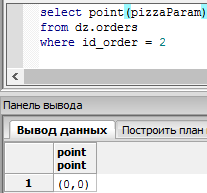 select point(pizzaParam)
from dz.orders
where id_order = 2
Панель вывода
Вывод данных
Построить план
point
point
1
(0,0)